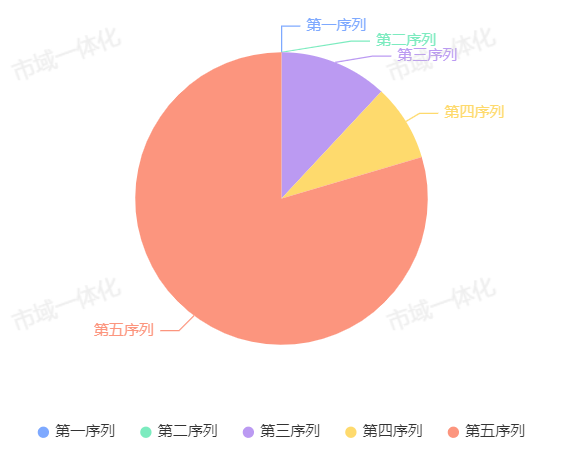 第一序列
第二序列
市域一体化
市域一体化
第三序列
第四序列
市域一体化
市域一体化
第五序列
第一序列 第二序列 第三序列 第四序列 第五序列